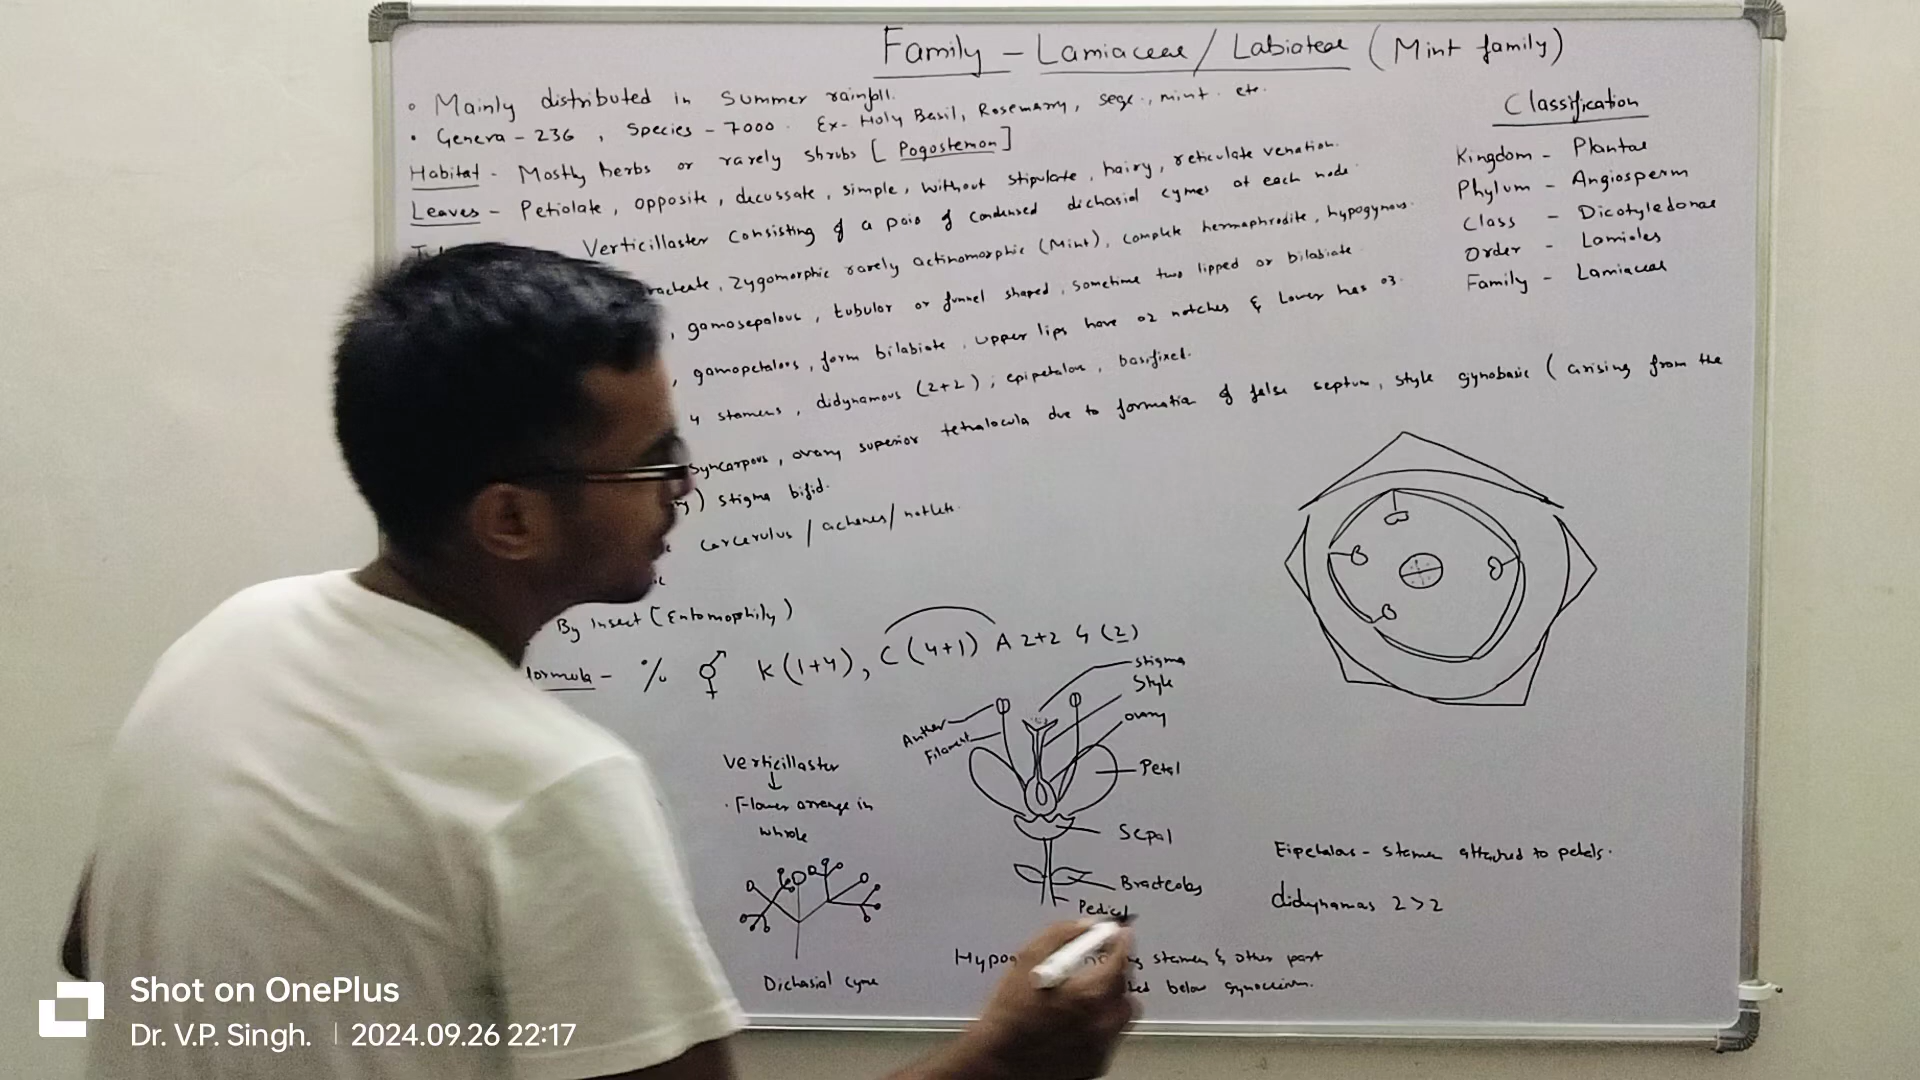 Family - Lamiaceae / Labiateae (Mint family)
• Mainly distributed in Summer rainfall.
• Genera - 236, Species - 7000. Ex- Holy Basil, Rosemarry, sege., mint. etc.
Habitat - Mostly herbs or rarely shrubs [Pogostemon]
Leaves - Petiolate, opposite, decussate, simple, without stipulate, hairy, reticulate venation.
Verticillaster consisting of a pair of condensed dichasial cymes at each node.
racteate, zygomorphic rarely actinomorphic (Mint), complete hermaphrodite, hypogynous.
, gamosepalous, tubular or funnel shaped, sometime two lipped or bilabiate
, gamopetalous, form bilabiate, upper lips have 02 notches & lower has 03.
4 stamens, didynamous (2+2), epipetalous, basifixed.
syncarpous, ovary superior tetralocula due to formation of false septum, style gynobasic (arising from the
) stigma bifid.
carcerulus / achenes / nutlets.
By Insect (Entomophily)
formula - % ⚥ K(1+4), C(4+1) A 2+2 G(2)
Classification
Kingdom - Plantae
Phylum - Angiosperm
Class - Dicotyledonae
Order - Lamiales
Family - Lamiaceae
Verticillaster
↓
• Flower arrange in
whole
Dichasial cyme
stigma
Style
ovary
Anther
Filament
Petal
Sepal
Bracteoles
Pedicel
Hypog
stamen & other part
below gynoecium.
Eipetalous - stamen attached to petals.
didynamas 2>2
Shot on OnePlus
Dr. V.P. Singh. | 2024.09.26 22:17